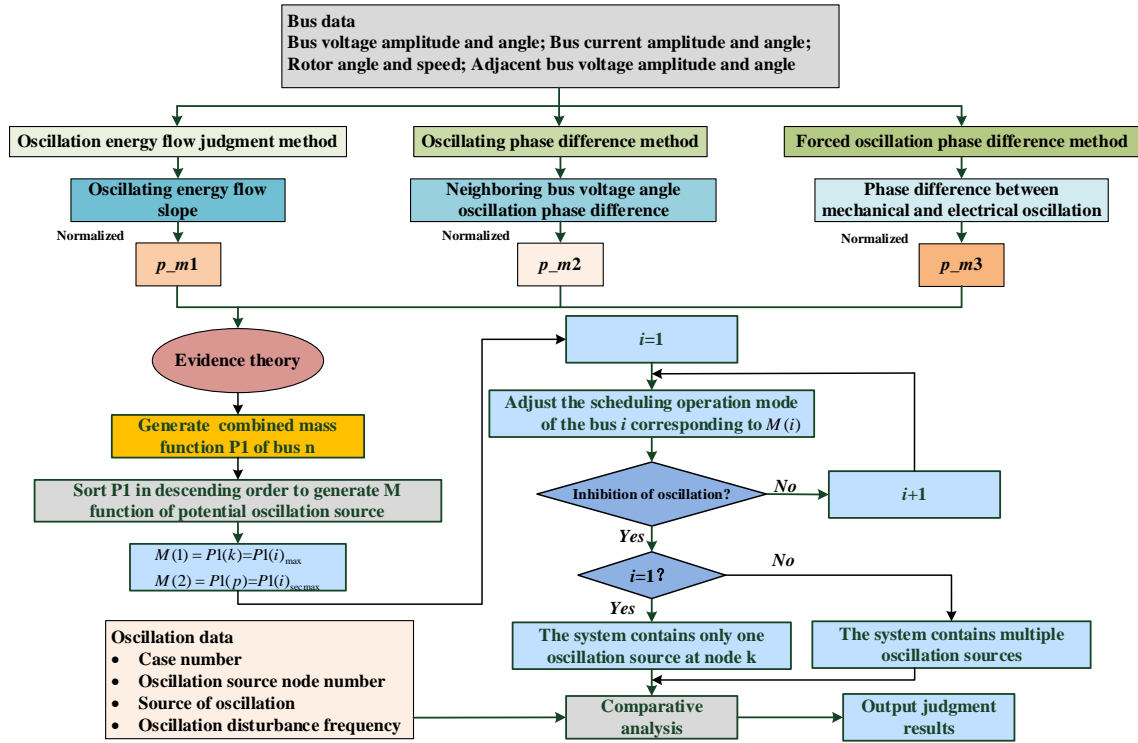 Bus data
Bus voltage amplitude and angle; Bus current amplitude and angle;
Rotor angle and speed; Adjacent bus voltage amplitude and angle
Oscillation energy flow judgment method
Oscillating phase difference method
Forced oscillation phase difference method
Oscillating energy flow
slope
Neighboring bus voltage angle
oscillation phase difference
Phase difference between
mechanical and electrical oscillation
Normalized
Normalized
Normalized
p_m1
p_m2
p_m3
Evidence theory
Generate combined mass
function P1 of bus n
Sort P1 in descending order to generate M
function of potential oscillation source
M(1) = P1(k)=P1(i)max
M(2) = P1(p)=P1(i)secmax
i=1
Adjust the scheduling operation mode
of the bus i corresponding to M(i)
Inhibition of oscillation?
No
i+1
Yes
i=1?
No
Yes
The system contains only one
oscillation source at node k
The system contains multiple
oscillation sources
Oscillation data
• Case number
• Oscillation source node number
• Source of oscillation
• Oscillation disturbance frequency
Comparative
analysis
Output judgment
results